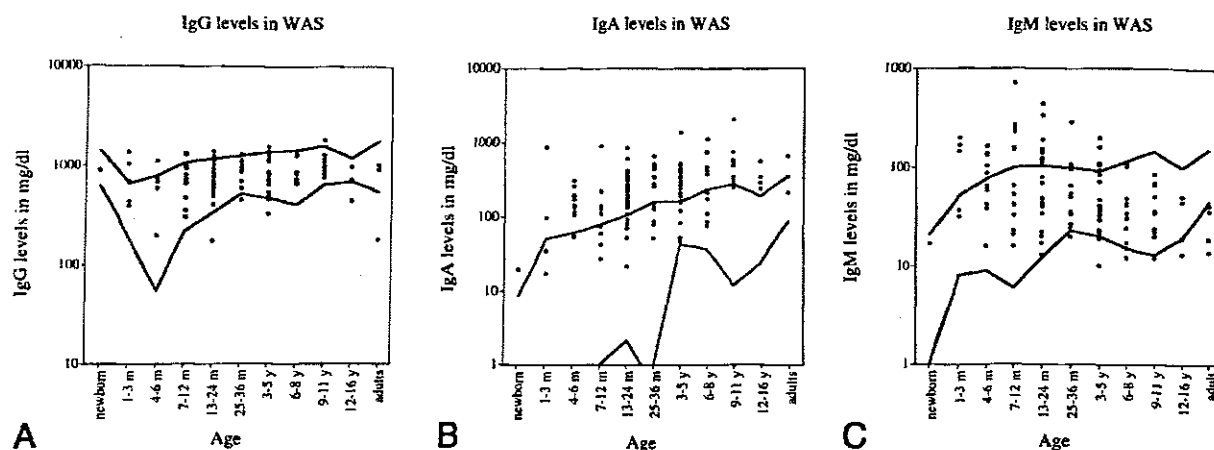 IgG levels in WAS
10000
1000
100
10
IgG levels in mg/dl
newborn
1-3 m
4-6 m
7-12 m
13-24 m
25-36 m
3-5 y
6-8 y
9-11 y
12-16 y
adults
Age
A
IgA levels in WAS
10000
1000
100
10
1
IgA levels in mg/dl
newborn
1-3 m
4-6 m
7-12 m
13-24 m
25-36 m
3-5 y
6-8 y
9-11 y
12-16 y
adults
Age
B
IgM levels in WAS
1000
100
10
1
IgM levels in mg/dl
newborn
1-3 m
4-6 m
7-12 m
13-24 m
25-36 m
3-5 y
6-8 y
9-11 y
12-16 y
adults
Age
C